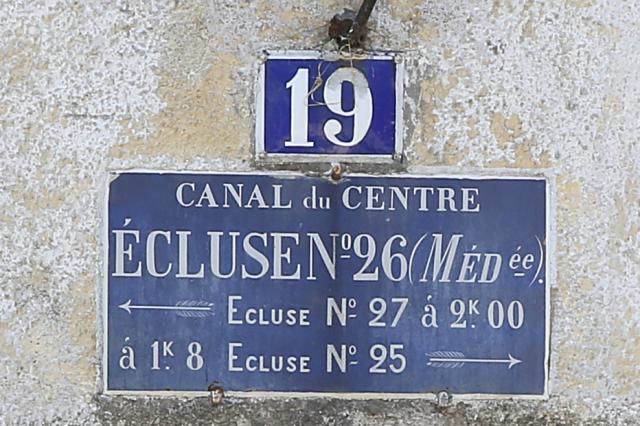 19
CANAL du CENTRE
ÉCLUSE No 26 (MÉDée).
ECLUSE No 27 á 2K.00
á 1K.8 ECLUSE No 25